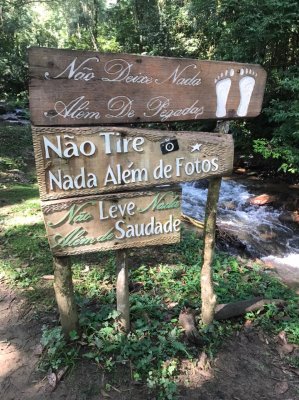 Não Deixe Nada
Além De Pegadas
Não Tire
Nada Além de Fotos
Não Leve Nada
Além de Saudade